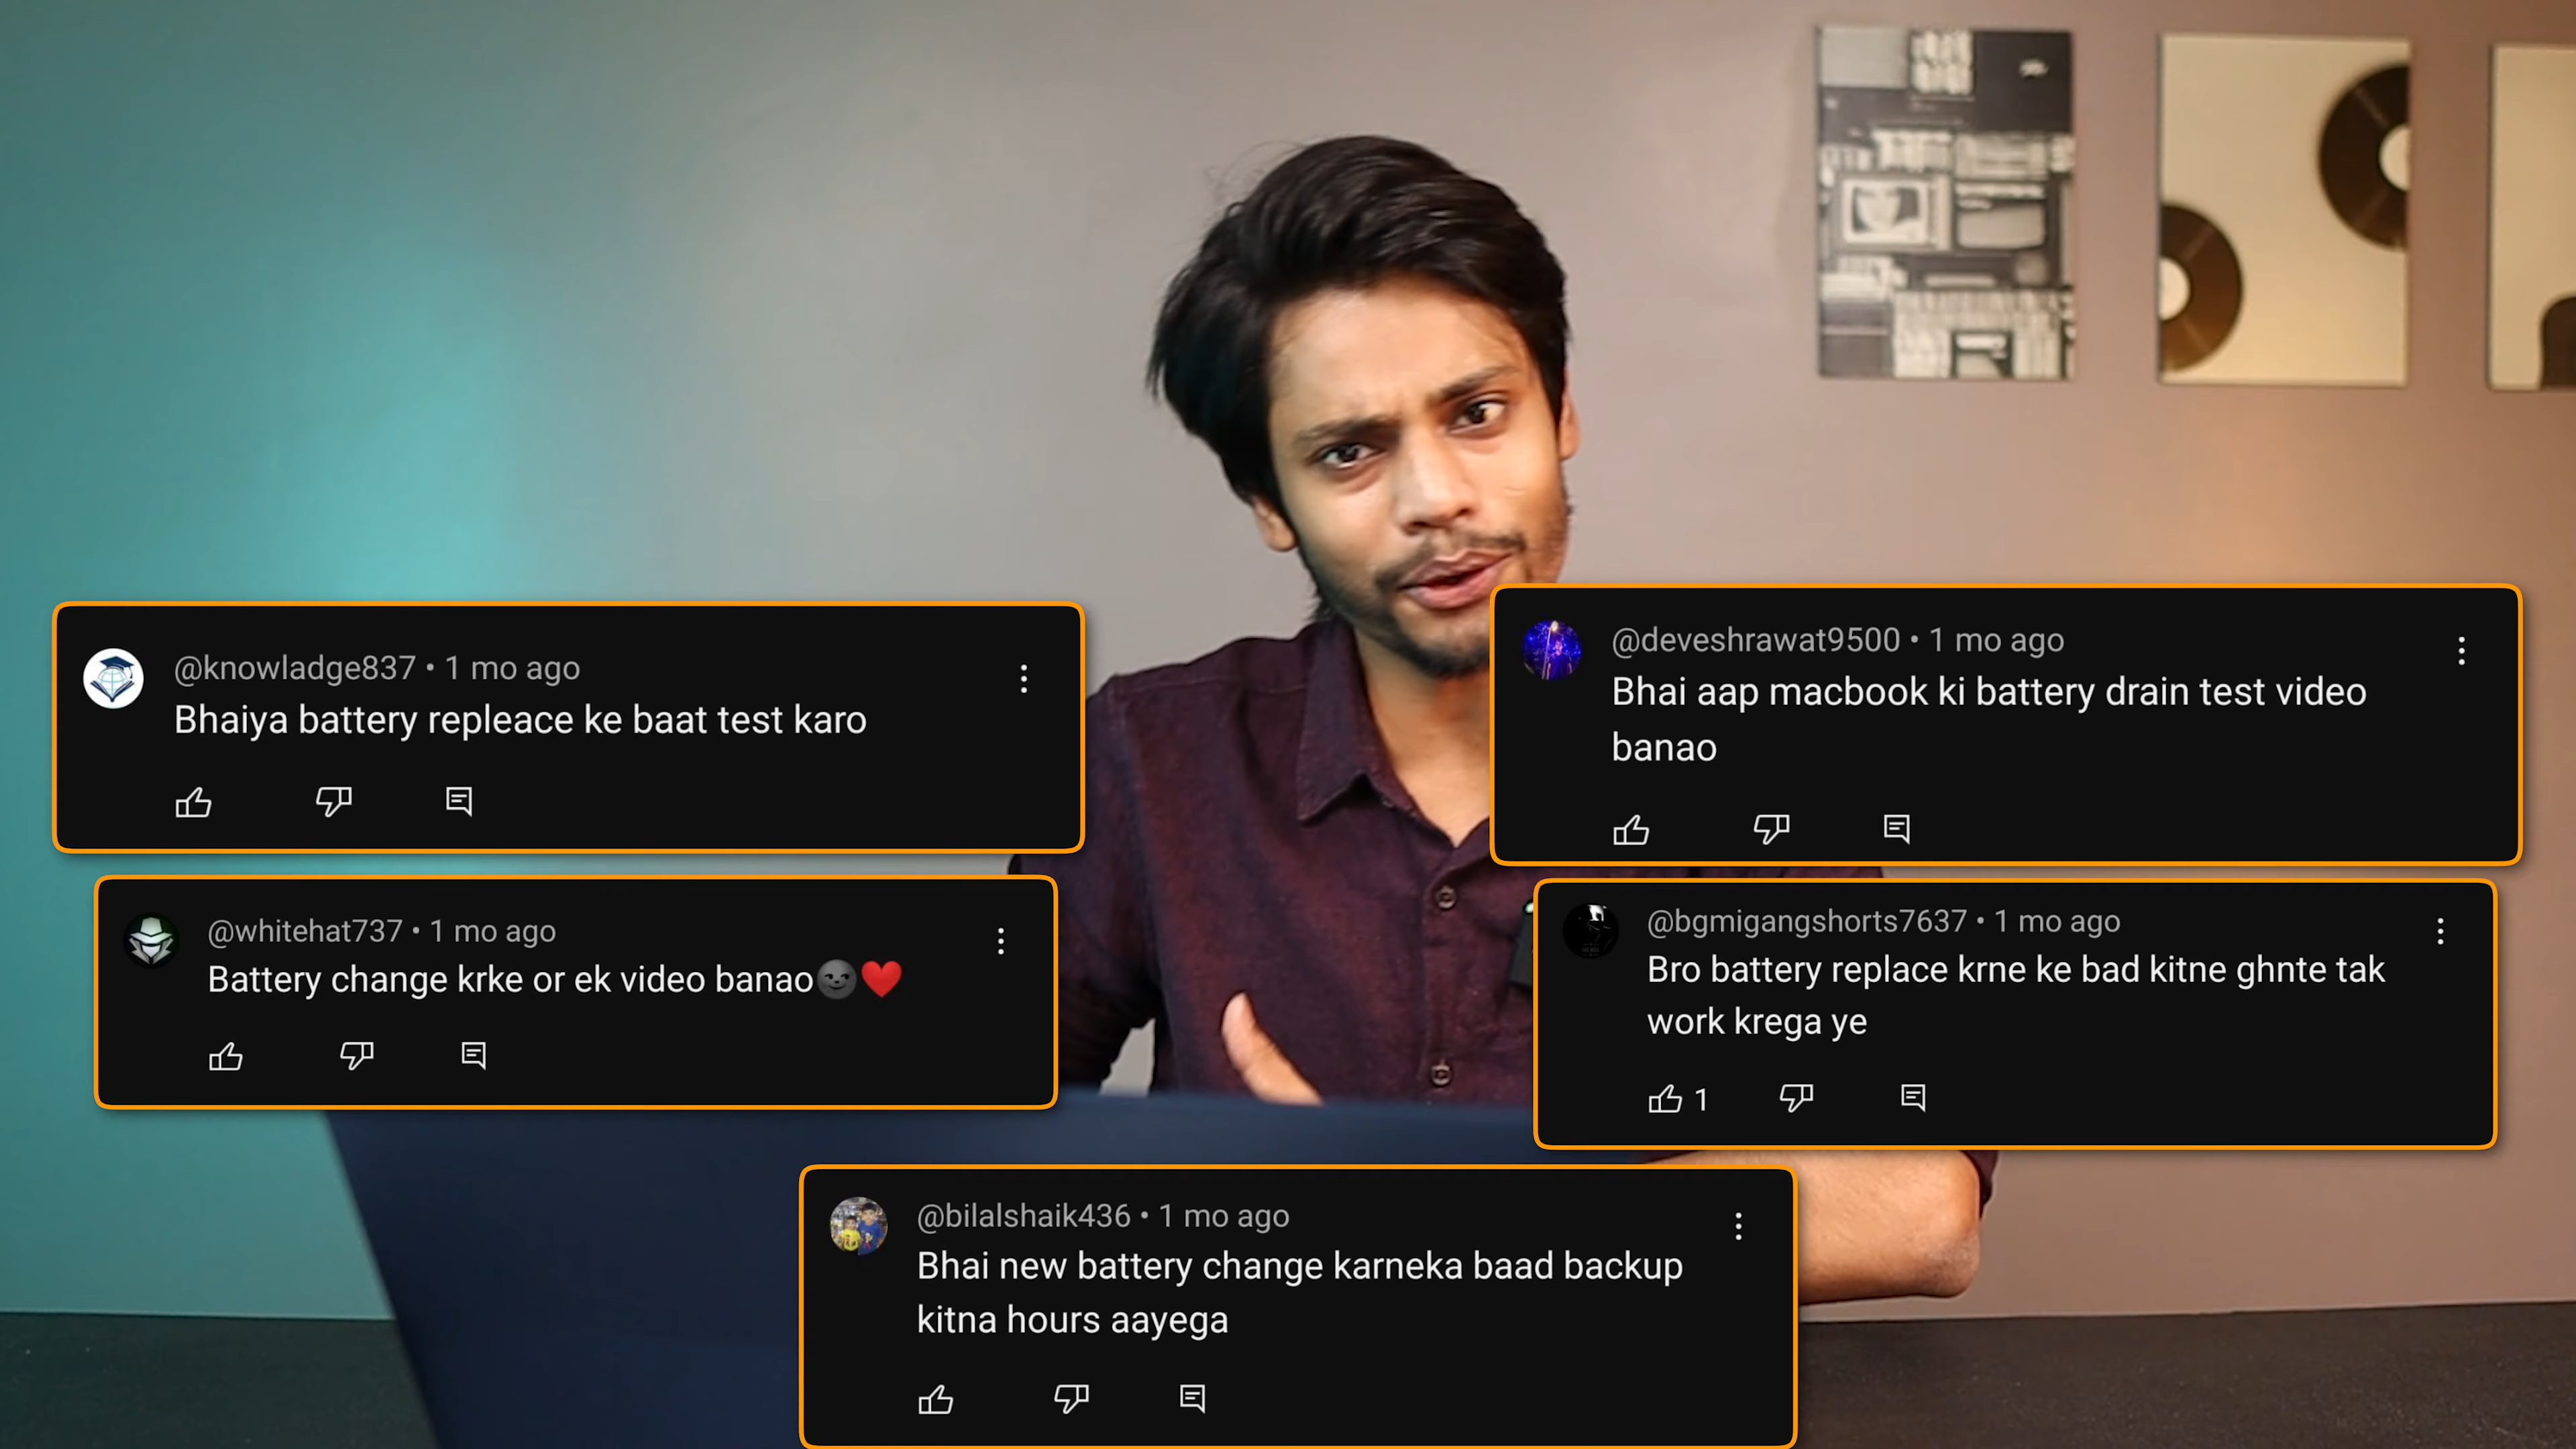 @knowladge837 • 1 mo ago
Bhaiya battery repleace ke baat test karo
@deveshrawat9500 • 1 mo ago
Bhai aap macbook ki battery drain test video
banao
@whitehat737 • 1 mo ago
Battery change krke or ek video banao🌚❤️
@bgmigangshorts7637 • 1 mo ago
Bro battery replace krne ke bad kitne ghnte tak
work krega ye
1
@bilalshaik436 • 1 mo ago
Bhai new battery change karneka baad backup
kitna hours aayega